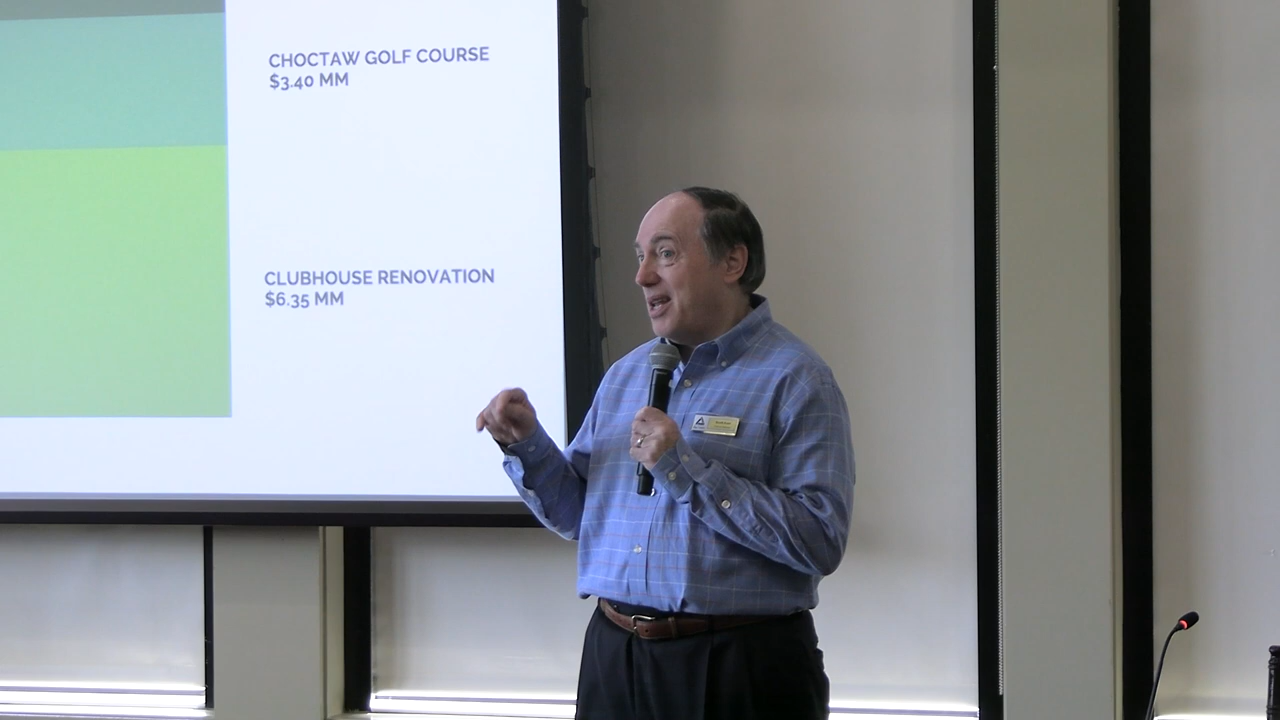 CHOCTAW GOLF COURSE
$3.40 MM
CLUBHOUSE RENOVATION
$6.35 MM